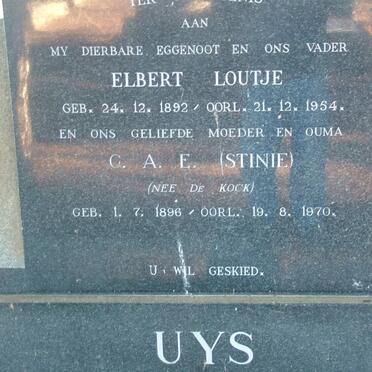 TER
AAN
MY DIERBARE EGGENOOT EN ONS VADER
ELBERT LOUTJE
GEB. 24. 12. 1892 / OORL. 21. 12. 1954.
EN ONS GELIEFDE MOEDER EN OUMA
C. A. E. (STINIE)
(NEE DE KOCK)
GEB. 1. 7. 1896 / OORL. 19. 8. 1970.
U WIL GESKIED.
UYS